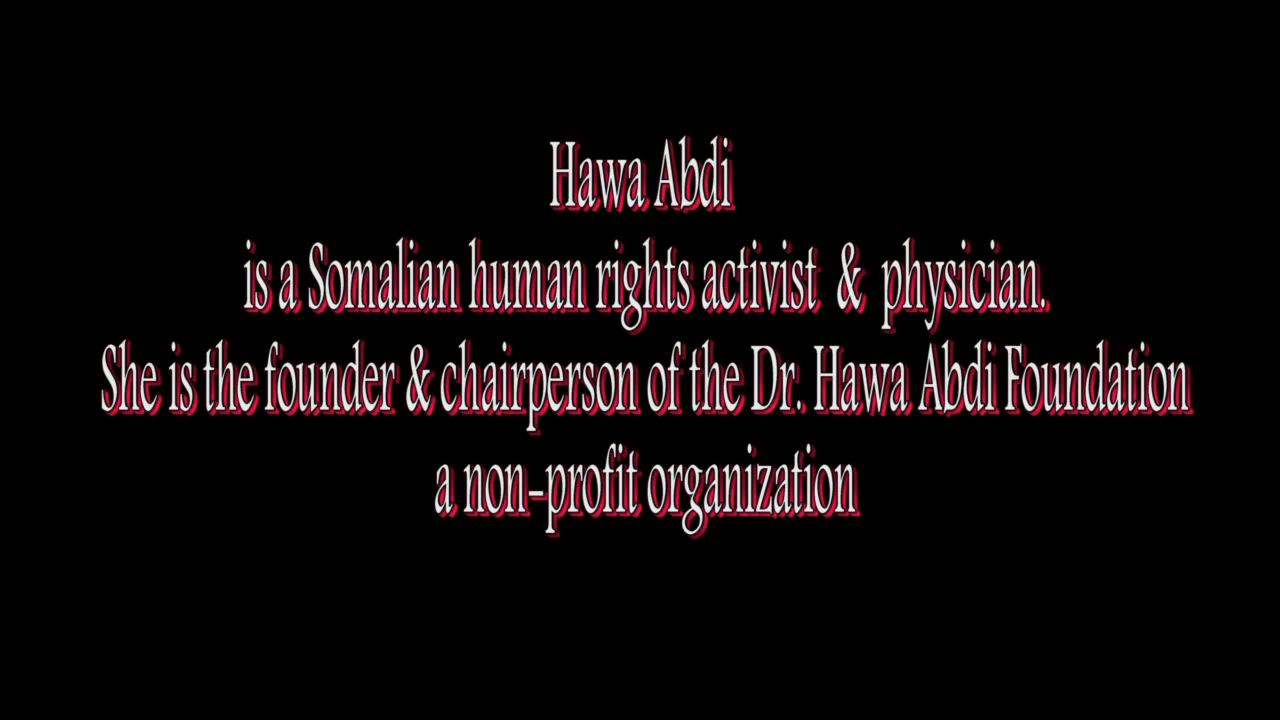 Hawa Abdi
is a Somalian human rights activist & physician.
She is the founder & chairperson of the Dr. Hawa Abdi Foundation
a non-profit organization